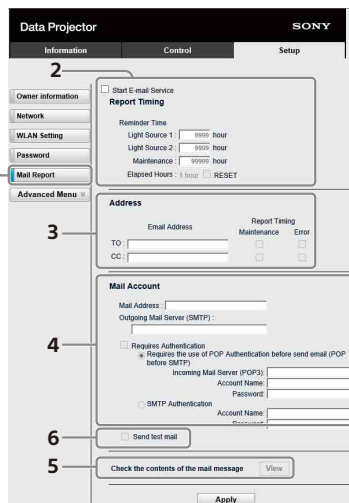 Data Projector
SONY
Information
Control
Setup
2
Owner information
Network
WLAN Setting
Password
Mail Report
Advanced Menu
Start E-mail Service
Report Timing
Reminder Time
Light Source 1 : 9999 hour
Light Source 2 : 9999 hour
Maintenance : 99999 hour
Elapsed Hours : 1 hour RESET
3
Address
Email Address
Report Timing
Maintenance Error
TO :
CC :
4
Mail Account
Mail Address :
Outgoing Mail Server (SMTP) :
Requires Authentication
Requires the use of POP Authentication before send email (POP
before SMTP)
Incoming Mail Server (POP3):
Account Name:
Password:
SMTP Authentication
Account Name:
Password:
6
Send test mail
5
Check the contents of the mail message View
Apply